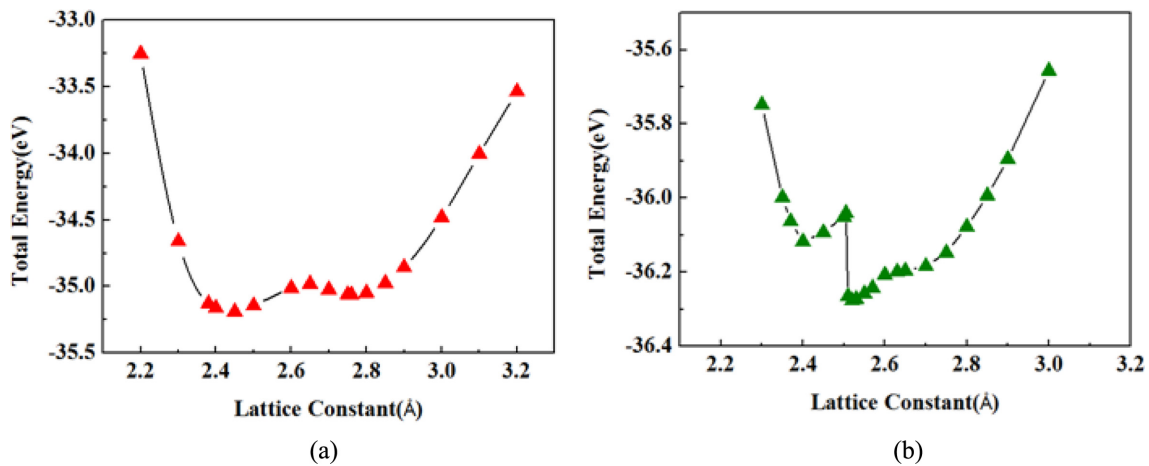 -33.0
-33.5
-34.0
-34.5
-35.0
-35.5
2.2 2.4 2.6 2.8 3.0 3.2
Total Energy(eV)
Lattice Constant(Å)
(a)
-35.6
-35.8
-36.0
-36.2
-36.4
2.2 2.4 2.6 2.8 3.0 3.2
Total Energy(eV)
Lattice Constant(Å)
(b)